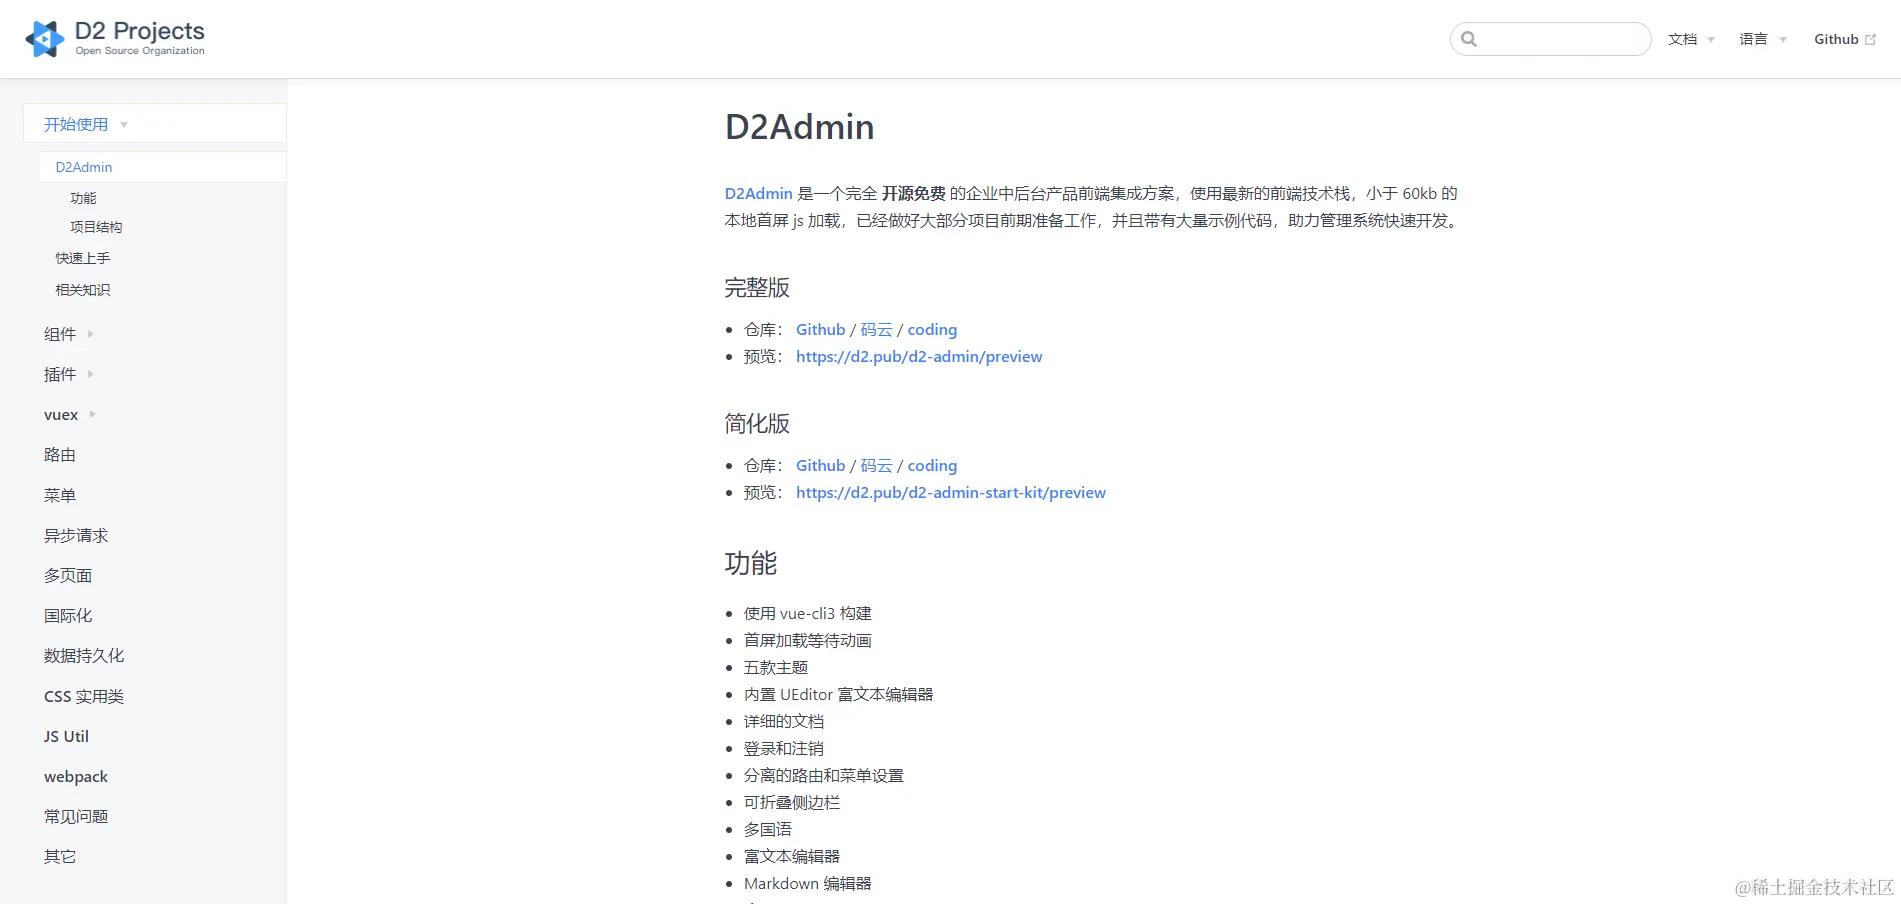 D2 Projects
Open Source Organization
文档
语言
Github
开始使用
D2Admin
功能
项目结构
快速上手
相关知识
组件
插件
vuex
路由
菜单
异步请求
多页面
国际化
数据持久化
CSS 实用类
JS Util
webpack
常见问题
其它
D2Admin
D2Admin 是一个完全 开源免费 的企业中后台产品前端集成方案，使用最新的前端技术栈，小于 60kb 的
本地首屏 js 加载，已经做好大部分项目前期准备工作，并且带有大量示例代码，助力管理系统快速开发。
完整版
仓库： Github / 码云 / coding
预览： https://d2.pub/d2-admin/preview
简化版
仓库： Github / 码云 / coding
预览： https://d2.pub/d2-admin-start-kit/preview
功能
使用 vue-cli3 构建
首屏加载等待动画
五款主题
内置 UEditor 富文本编辑器
详细的文档
登录和注销
分离的路由和菜单设置
可折叠侧边栏
多国语
富文本编辑器
Markdown 编辑器
@稀土掘金技术社区